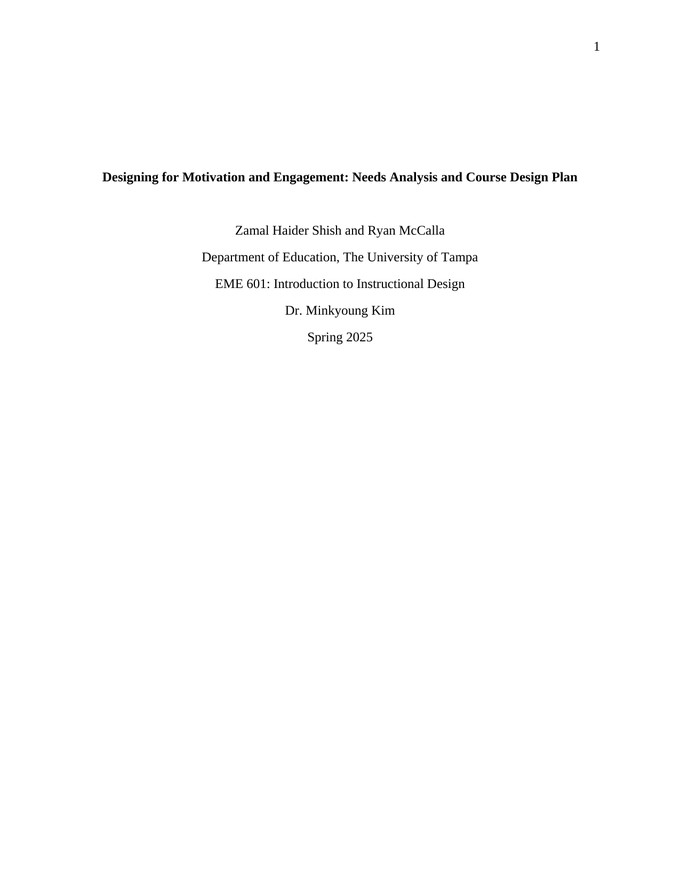 1
Designing for Motivation and Engagement: Needs Analysis and Course Design Plan
Zamal Haider Shish and Ryan McCalla
Department of Education, The University of Tampa
EME 601: Introduction to Instructional Design
Dr. Minkyoung Kim
Spring 2025